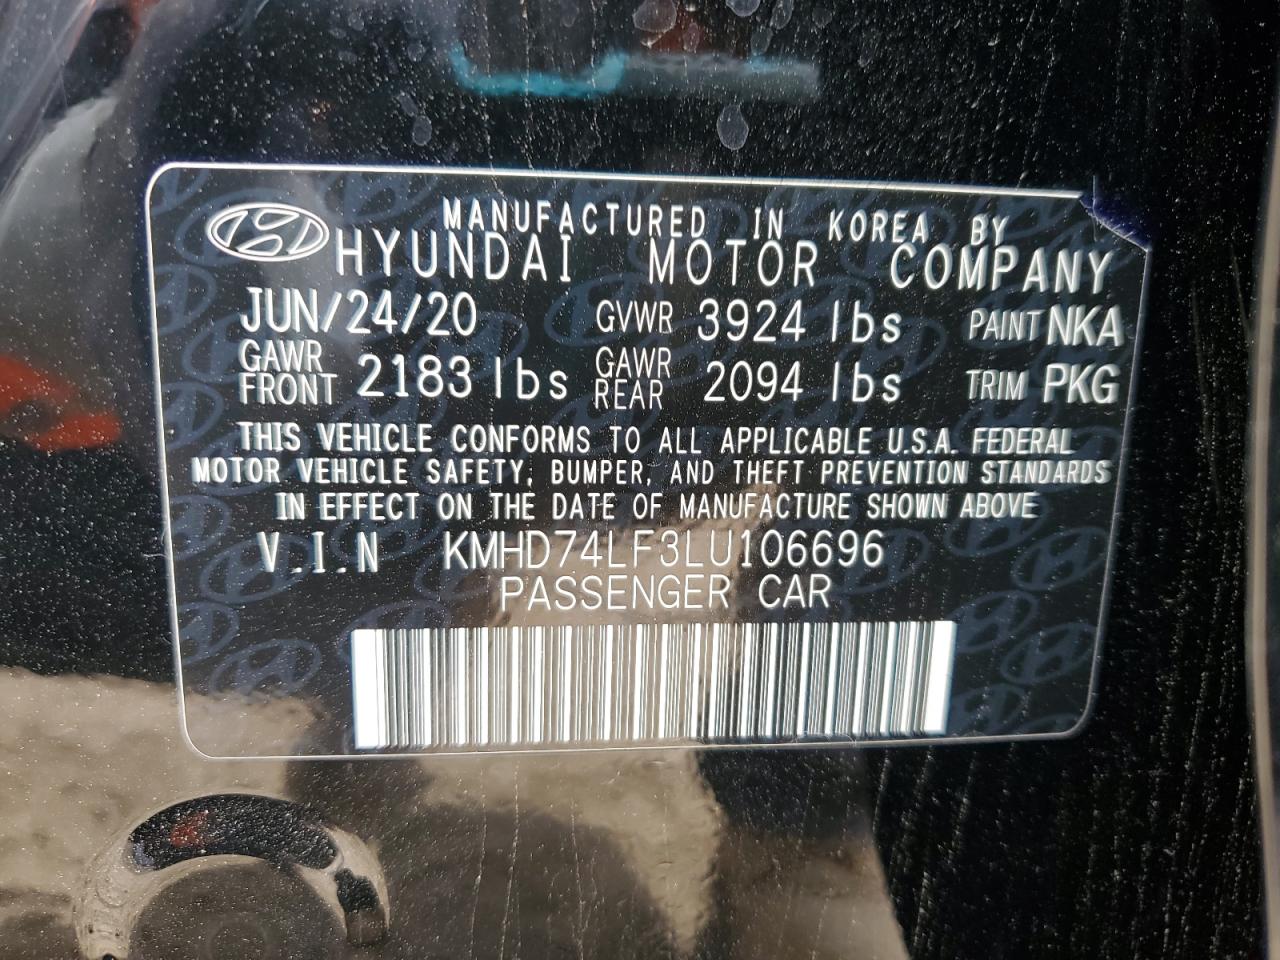 MANUFACTURED IN KOREA BY
HYUNDAI MOTOR COMPANY
JUN/24/20 GVWR 3924 lbs PAINT NKA
GAWR FRONT 2183 lbs GAWR REAR 2094 lbs TRIM PKG
THIS VEHICLE CONFORMS TO ALL APPLICABLE U.S.A. FEDERAL
MOTOR VEHICLE SAFETY, BUMPER, AND THEFT PREVENTION STANDARDS
IN EFFECT ON THE DATE OF MANUFACTURE SHOWN ABOVE
V.I.N KMHD74LF3LU106696
PASSENGER CAR